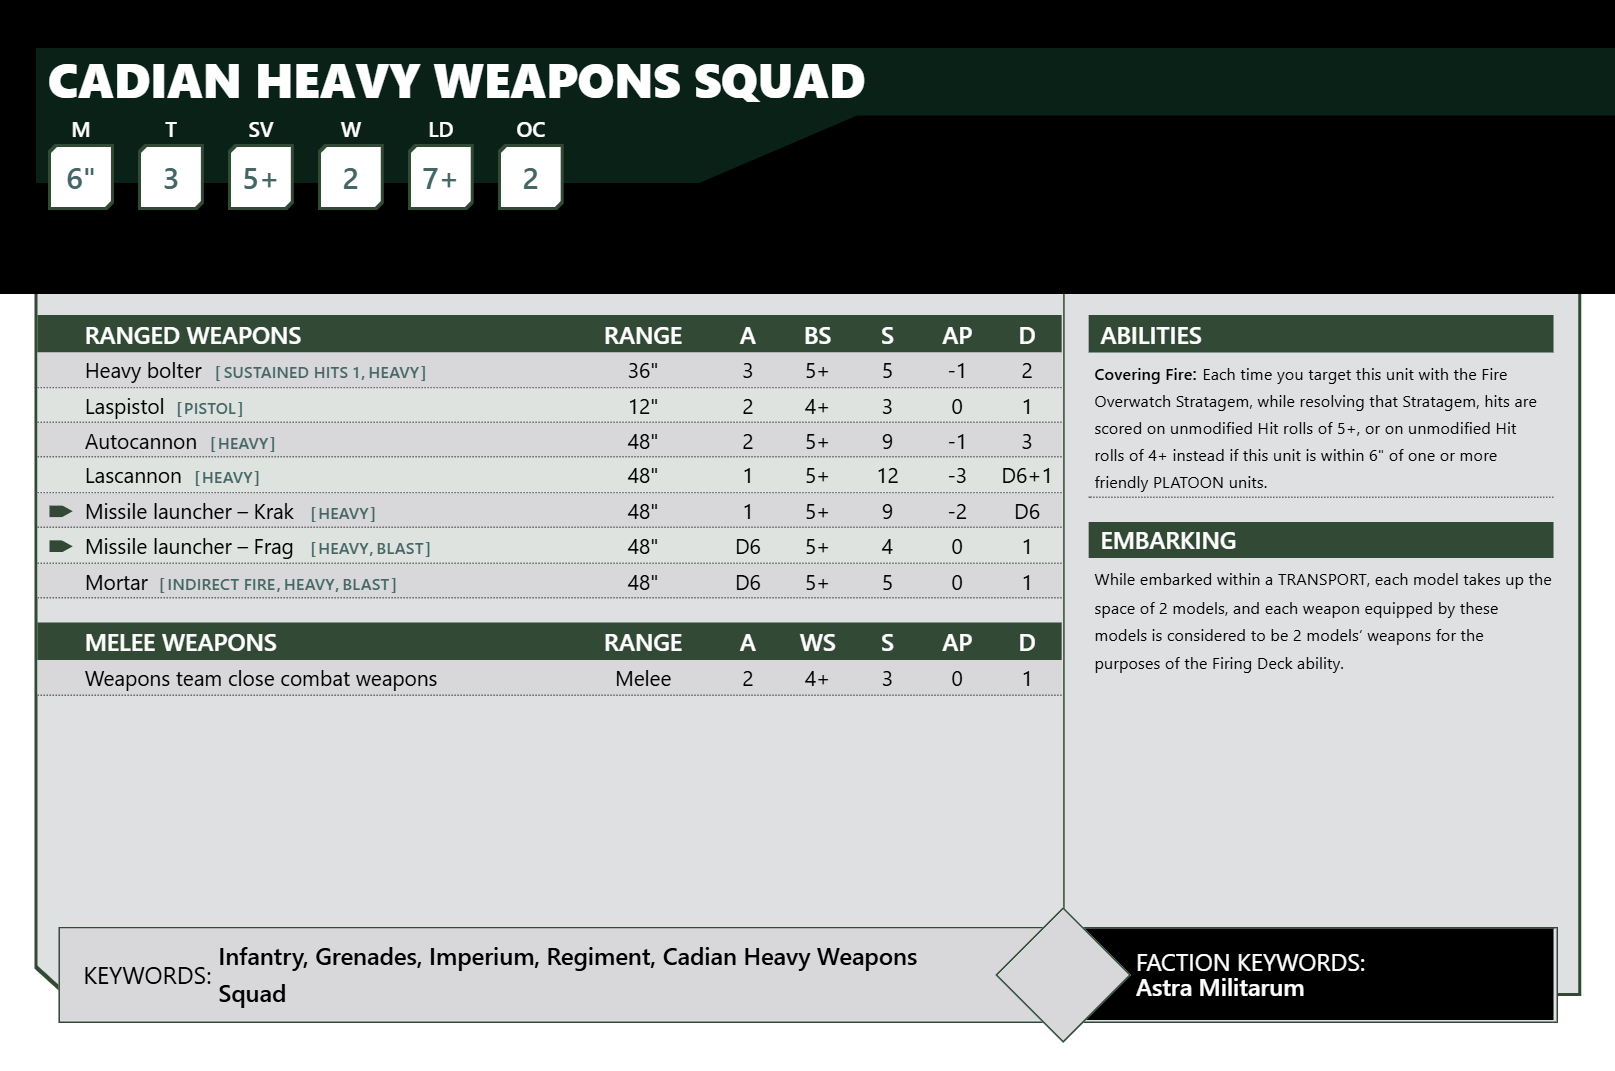 CADIAN HEAVY WEAPONS SQUAD
M T SV W LD OC
6" 3 5+ 2 7+ 2
RANGED WEAPONS RANGE A BS S AP D
Heavy bolter [SUSTAINED HITS 1, HEAVY] 36" 3 5+ 5 -1 2
Laspistol [PISTOL] 12" 2 4+ 3 0 1
Autocannon [HEAVY] 48" 2 5+ 9 -1 3
Lascannon [HEAVY] 48" 1 5+ 12 -3 D6+1
Missile launcher – Krak [HEAVY] 48" 1 5+ 9 -2 D6
Missile launcher – Frag [HEAVY, BLAST] 48" D6 5+ 4 0 1
Mortar [INDIRECT FIRE, HEAVY, BLAST] 48" D6 5+ 5 0 1
MELEE WEAPONS RANGE A WS S AP D
Weapons team close combat weapons Melee 2 4+ 3 0 1
ABILITIES
Covering Fire: Each time you target this unit with the Fire
Overwatch Stratagem, while resolving that Stratagem, hits are
scored on unmodified Hit rolls of 5+, or on unmodified Hit
rolls of 4+ instead if this unit is within 6" of one or more
friendly PLATOON units.
EMBARKING
While embarked within a TRANSPORT, each model takes up the
space of 2 models, and each weapon equipped by these
models is considered to be 2 models’ weapons for the
purposes of the Firing Deck ability.
KEYWORDS: Infantry, Grenades, Imperium, Regiment, Cadian Heavy Weapons
Squad
FACTION KEYWORDS:
Astra Militarum